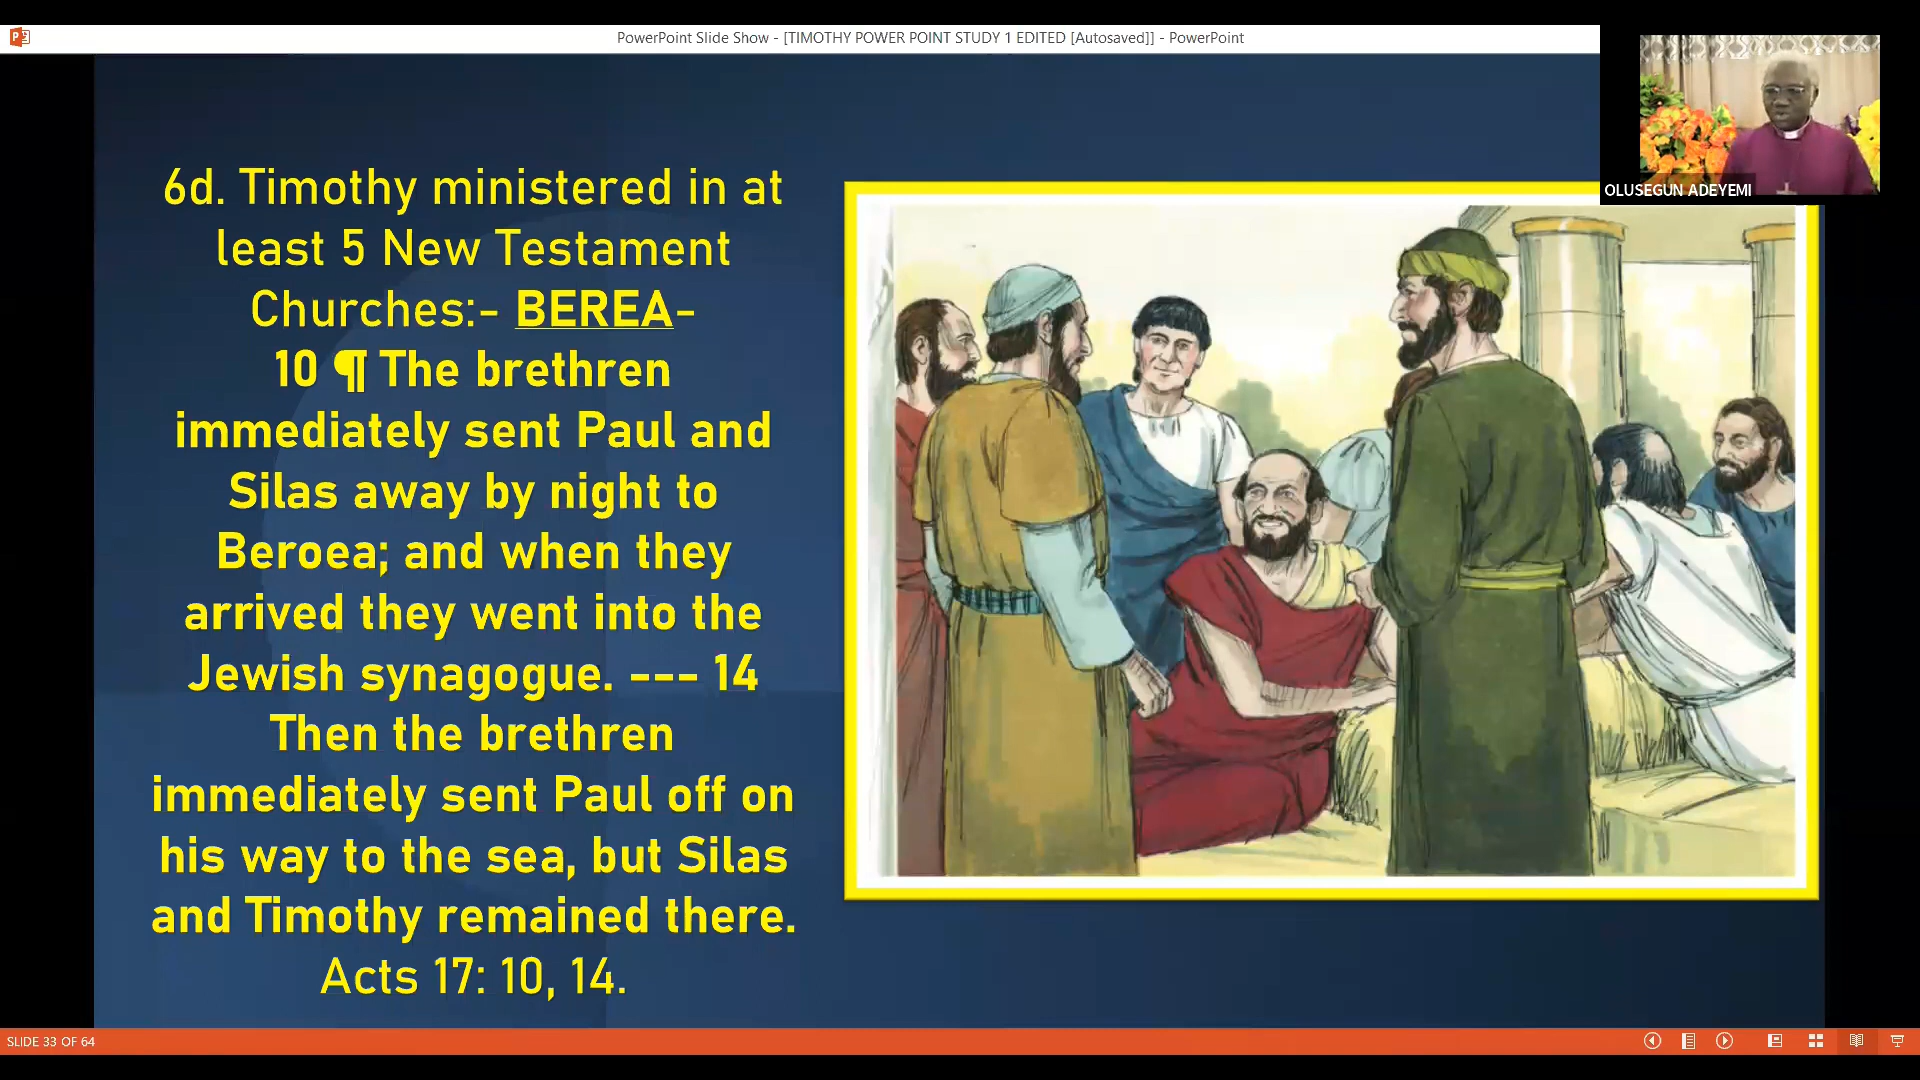 PowerPoint Slide Show - [TIMOTHY POWER POINT STUDY 1 EDITED [Autosaved]] - PowerPoint
OLUSEGUN ADEYEMI
6d. Timothy ministered in at
least 5 New Testament
Churches:- BEREA-
10 ¶ The brethren
immediately sent Paul and
Silas away by night to
Beroea; and when they
arrived they went into the
Jewish synagogue. --- 14
Then the brethren
immediately sent Paul off on
his way to the sea, but Silas
and Timothy remained there.
Acts 17: 10, 14.
SLIDE 33 OF 64